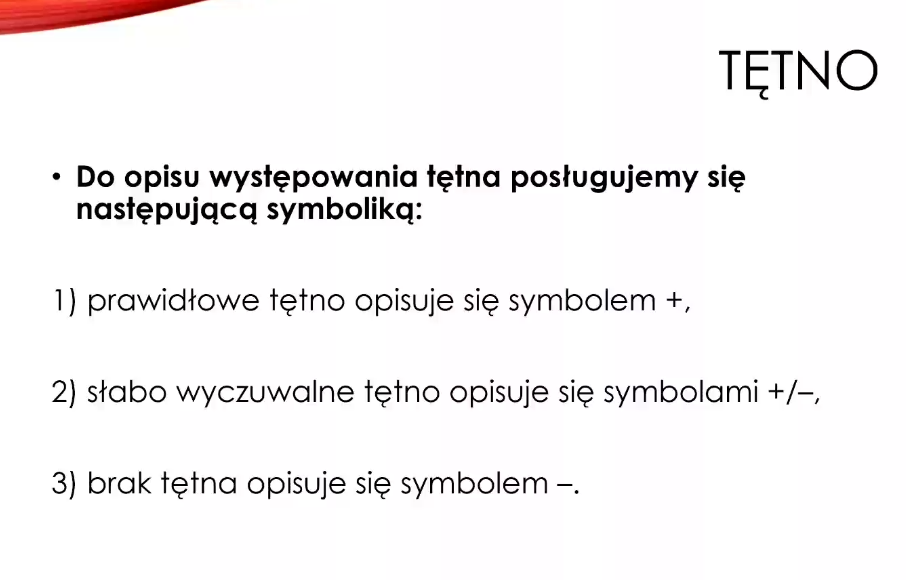 TĘTNO
• Do opisu występowania tętna posługujemy się
następującą symboliką:
1) prawidłowe tętno opisuje się symbolem +,
2) słabo wyczuwalne tętno opisuje się symbolami +/–,
3) brak tętna opisuje się symbolem –.